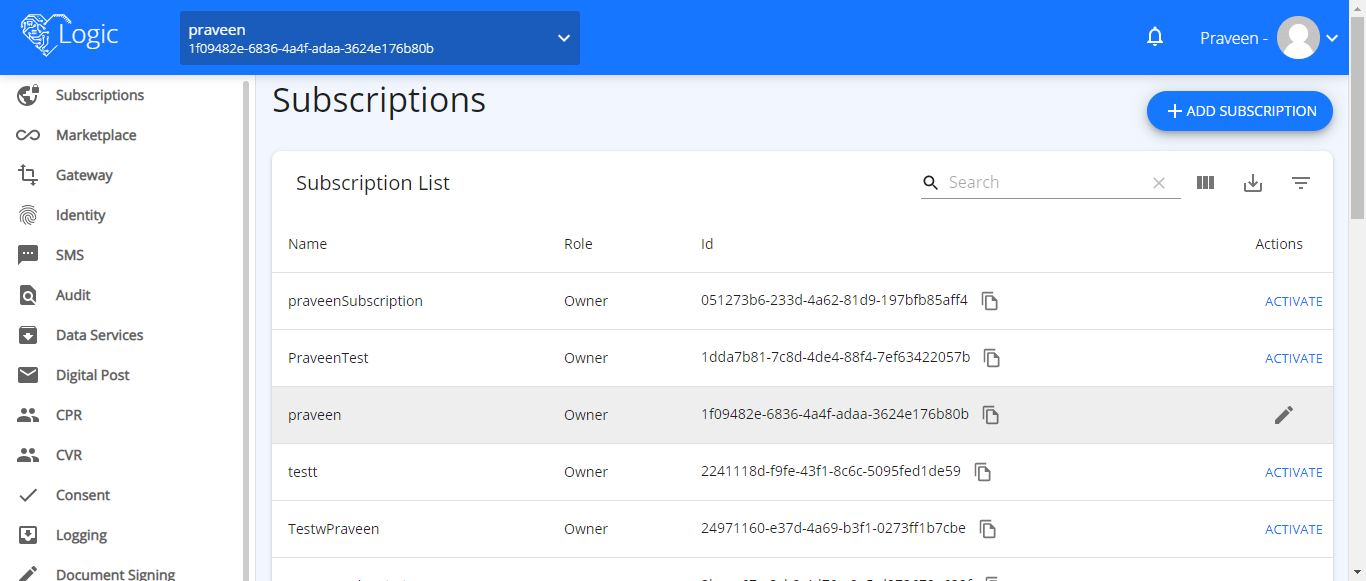 Logic
praveen
1f09482e-6836-4a4f-adaa-3624e176b80b
Praveen -
Subscriptions
Marketplace
Gateway
Identity
SMS
Audit
Data Services
Digital Post
CPR
CVR
Consent
Logging
Document Signing
Subscriptions
ADD SUBSCRIPTION
Subscription List
Search
Name Role Id Actions
praveenSubscription Owner 051273b6-233d-4a62-81d9-197bfb85aff4 ACTIVATE
PraveenTest Owner 1dda7b81-7c8d-4de4-88f4-7ef63422057b ACTIVATE
praveen Owner 1f09482e-6836-4a4f-adaa-3624e176b80b
testt Owner 2241118d-f9fe-43f1-8c6c-5095fed1de59 ACTIVATE
TestwPraveen Owner 24971160-e37d-4a69-b3f1-0273ff1b7cbe ACTIVATE